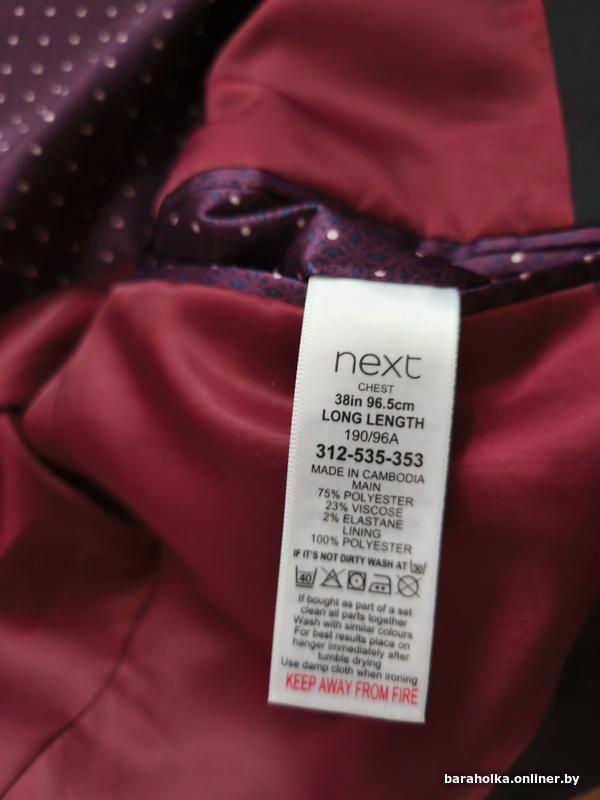 next
CHEST
38in 96.5cm
LONG LENGTH
190/96A
312-535-353
MADE IN CAMBODIA
MAIN
75% POLYESTER
23% VISCOSE
2% ELASTANE
LINING
100% POLYESTER
IF IT'S NOT DIRTY WASH AT 30
40
If bought as part of a set
clean all parts together
Wash with similar colours
For best results place on
hanger immediately after
tumble drying
Use damp cloth when ironing
KEEP AWAY FROM FIRE
baraholka.onliner.by